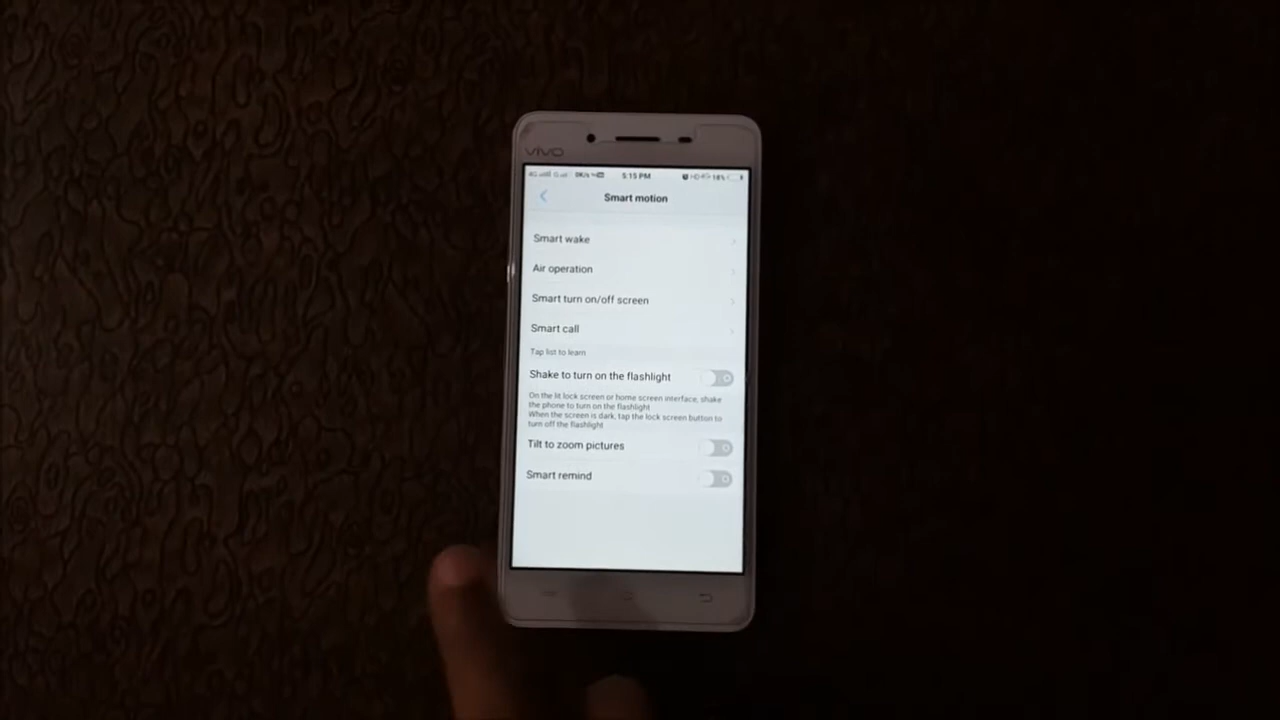 vivo
5:15 PM
18%
Smart motion
Smart wake
Air operation
Smart turn on/off screen
Smart call
Tap list to learn
Shake to turn on the flashlight
On the lit lock screen or home screen interface, shake
the phone to turn on the flashlight
When the screen is dark, tap the lock screen button to
turn off the flashlight
Tilt to zoom pictures
Smart remind